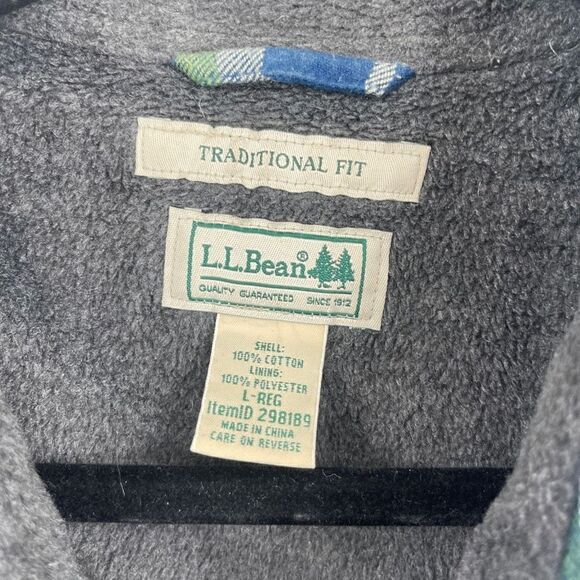 TRADITIONAL FIT
L.L.Bean®
QUALITY GUARANTEED SINCE 1912
SHELL:
100% COTTON
LINING:
100% POLYESTER
L-REG
ItemID 298189
MADE IN CHINA
CARE ON REVERSE